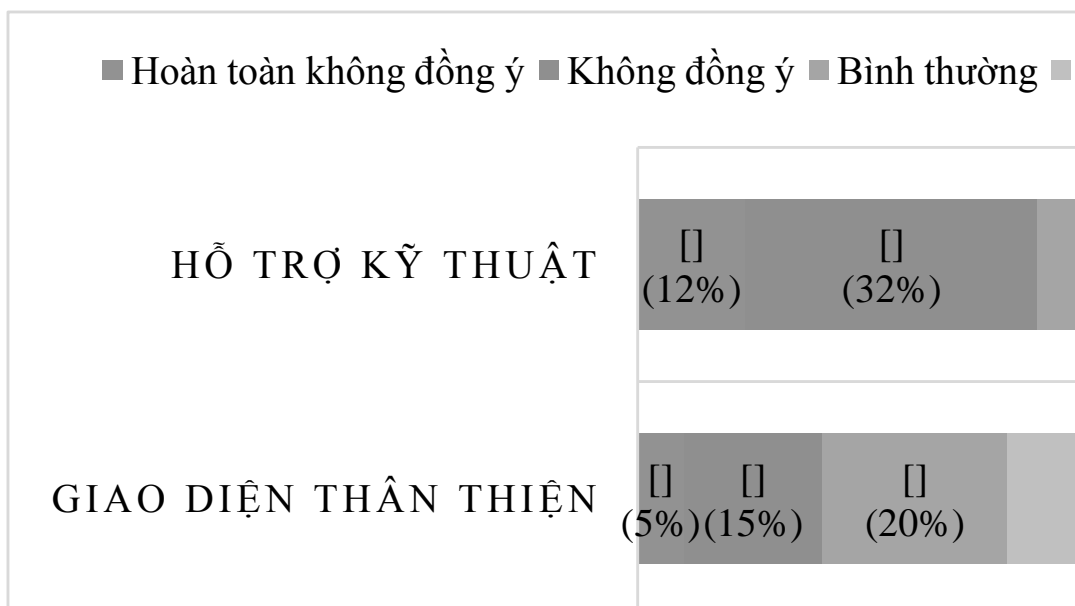 Hoàn toàn không đồng ý Không đồng ý Bình thường
HỖ TRỢ KỸ THUẬT
[] []
(12%) (32%)
GIAO DIỆN THÂN THIỆN
[] [] []
(5%) (15%) (20%)